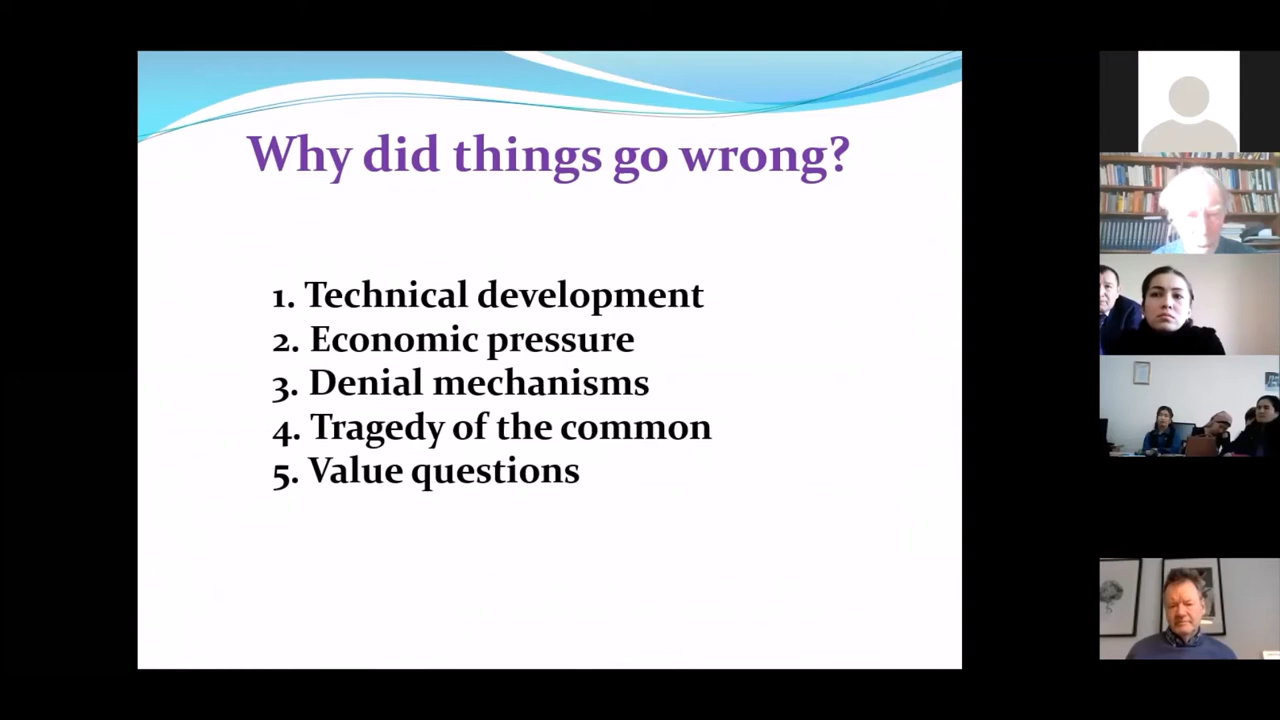 Why did things go wrong?
1. Technical development
2. Economic pressure
3. Denial mechanisms
4. Tragedy of the common
5. Value questions